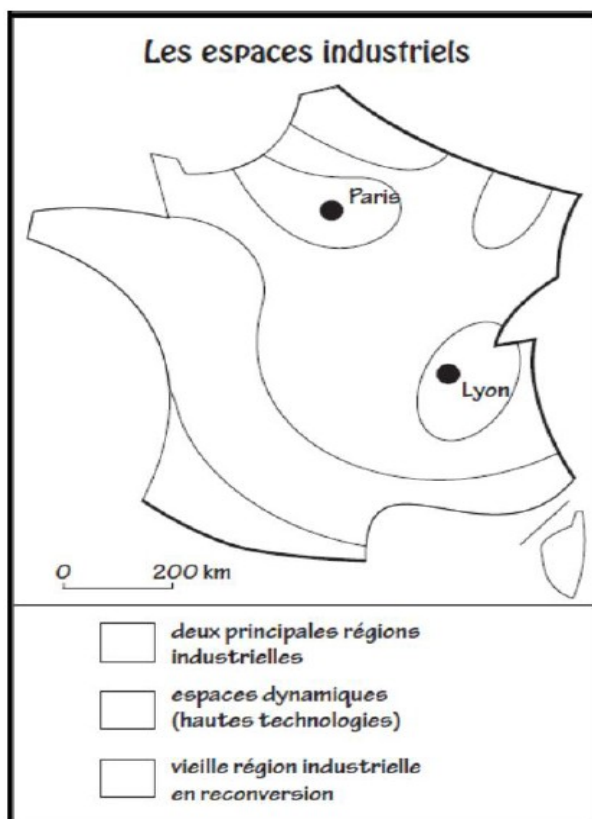 Les espaces industriels
Paris
Lyon
0 200 km
deux principales régions
industrielles
espaces dynamiques
(hautes technologies)
vieille région industrielle
en reconversion